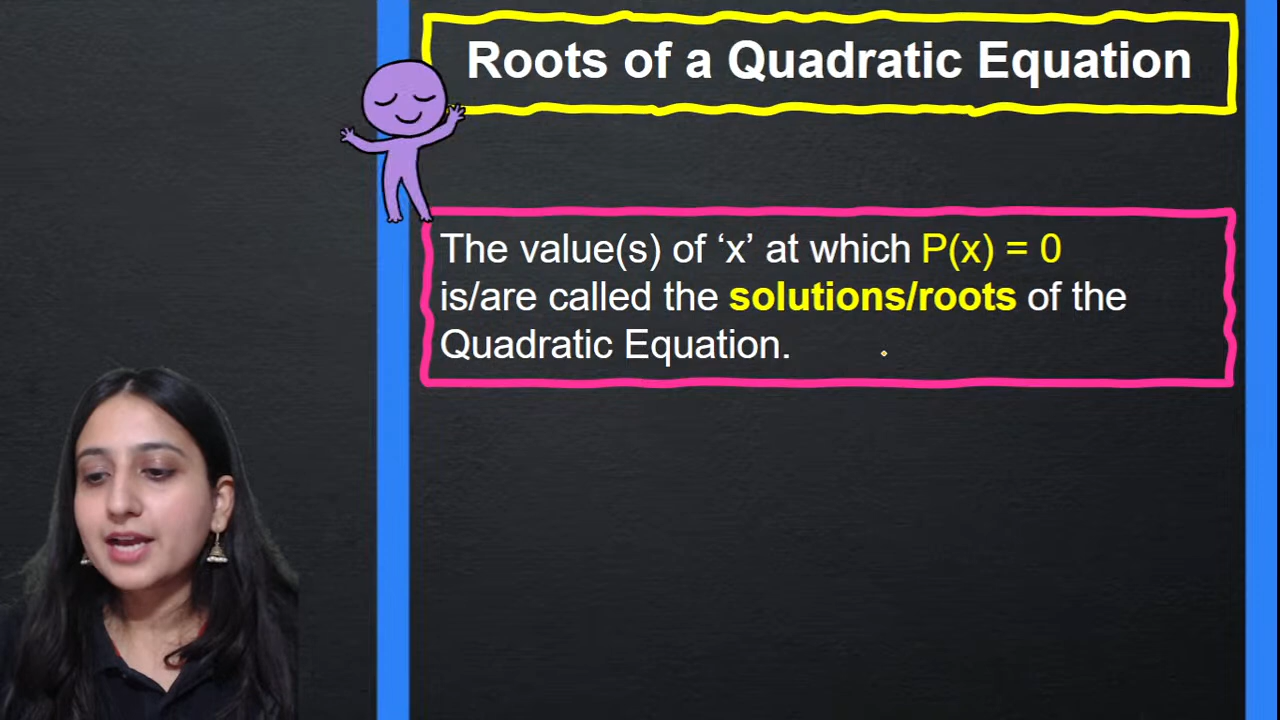 Roots of a Quadratic Equation
The value(s) of ‘x’ at which P(x) = 0
is/are called the solutions/roots of the
Quadratic Equation.